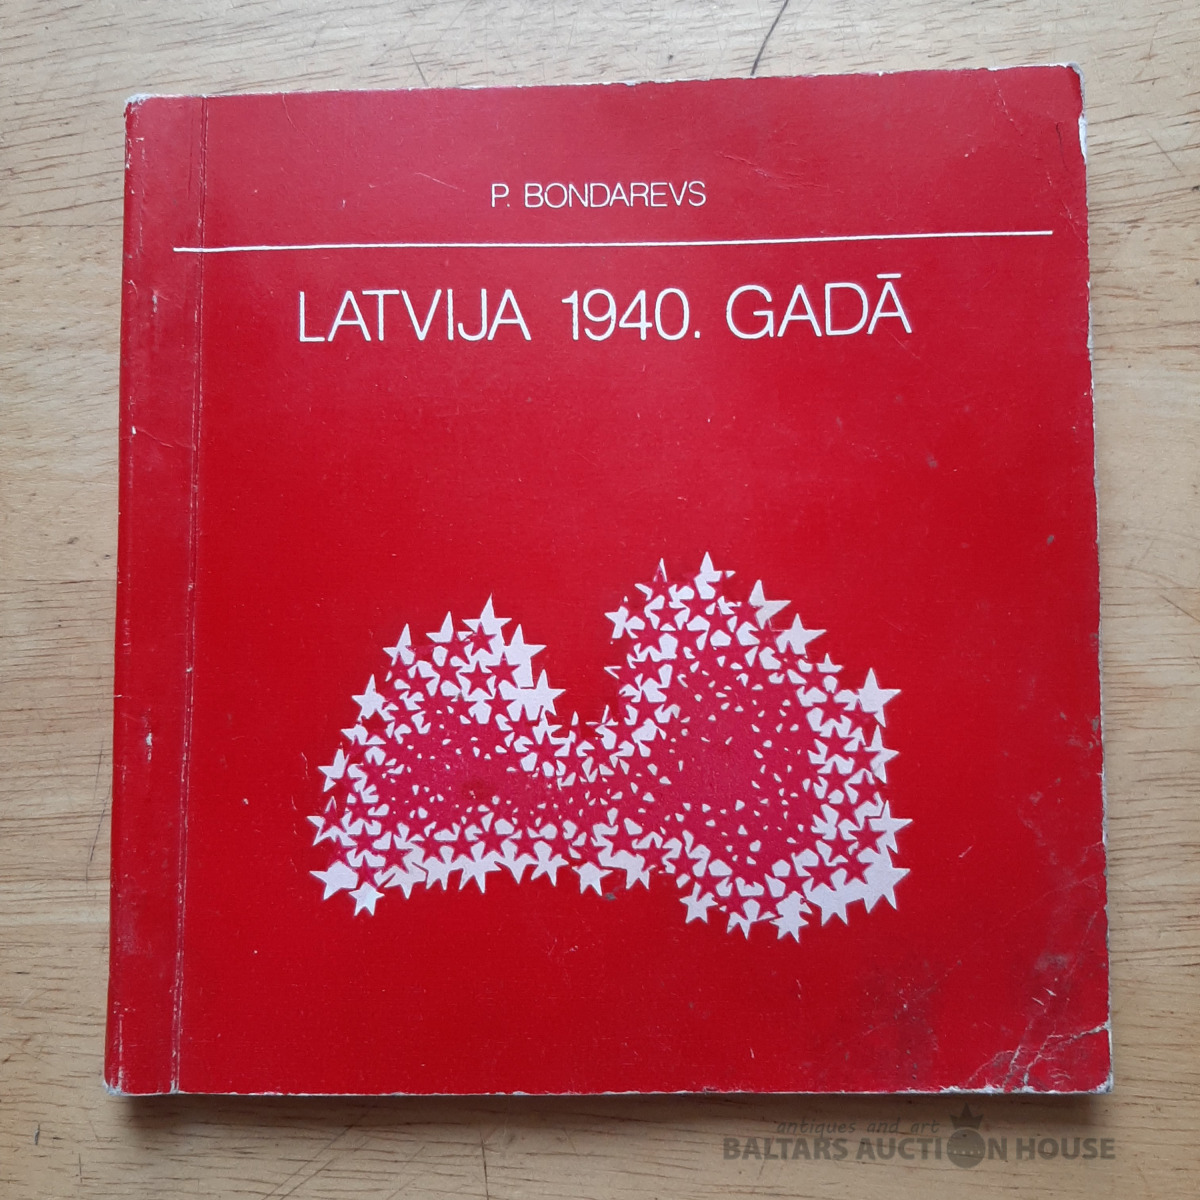 P. BONDAREVS
LATVIJA 1940. GADĀ
antiques and art
BALTARS AUCTION HOUSE